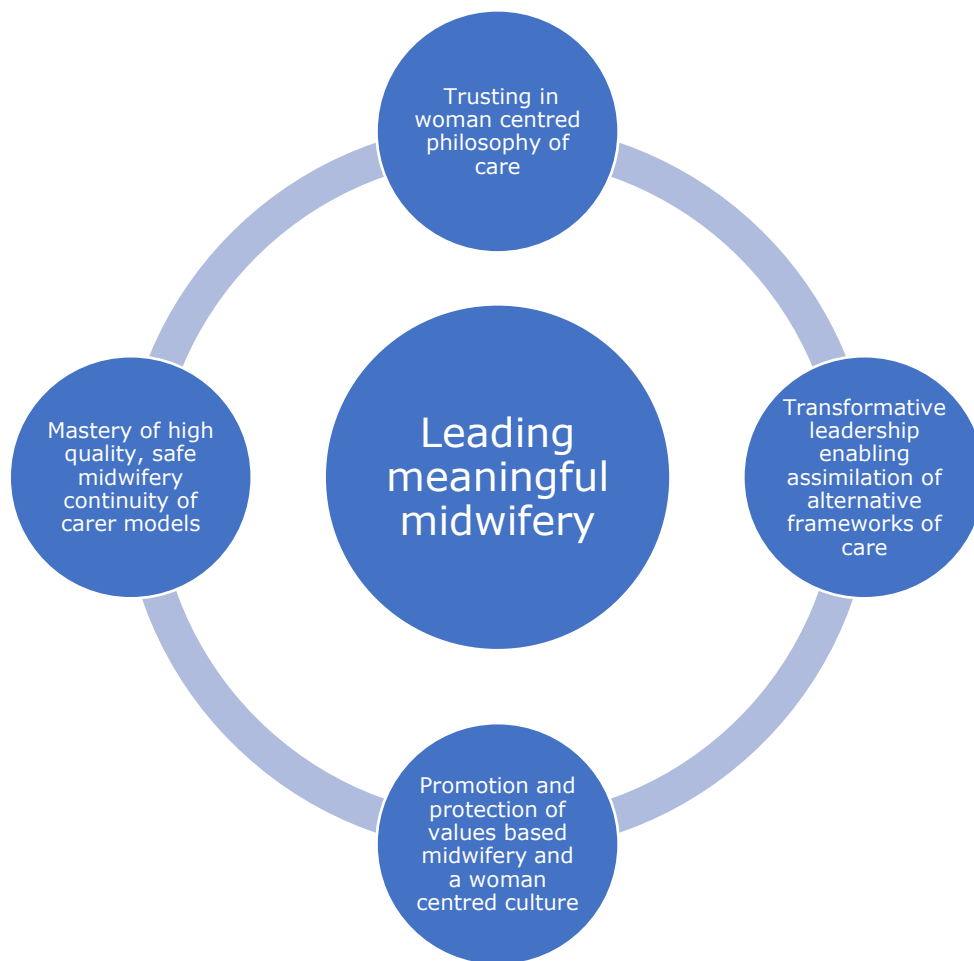 Trusting in
woman centred
philosophy of
care
Mastery of high
quality, safe
midwifery
continuity of
carer models
Leading
meaningful
midwifery
Transformative
leadership
enabling
assimilation of
alternative
frameworks of
care
Promotion and
protection of
values based
midwifery and
a woman
centred culture